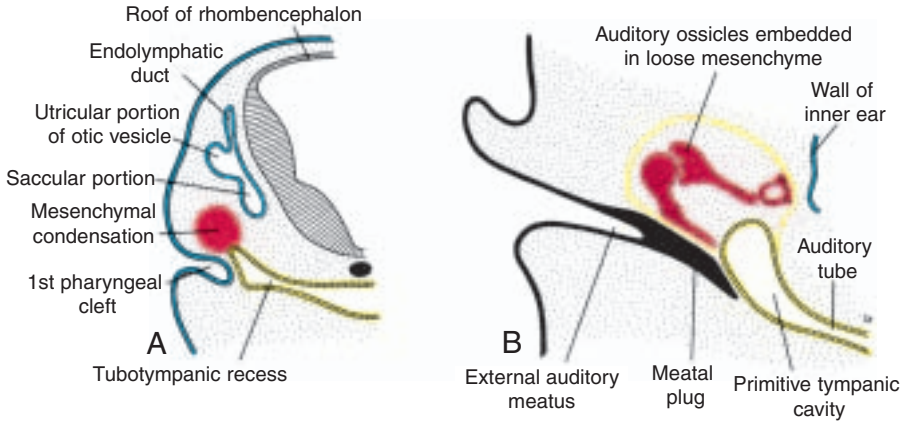 Roof of rhombencephalon
Endolymphatic
duct
Utricular portion
of otic vesicle
Saccular portion
Mesenchymal
condensation
1st pharyngeal
cleft
A
Tubotympanic recess
Auditory ossicles embedded
in loose mesenchyme
Wall of
inner ear
Auditory
tube
B
External auditory
meatus
Meatal
plug
Primitive tympanic
cavity